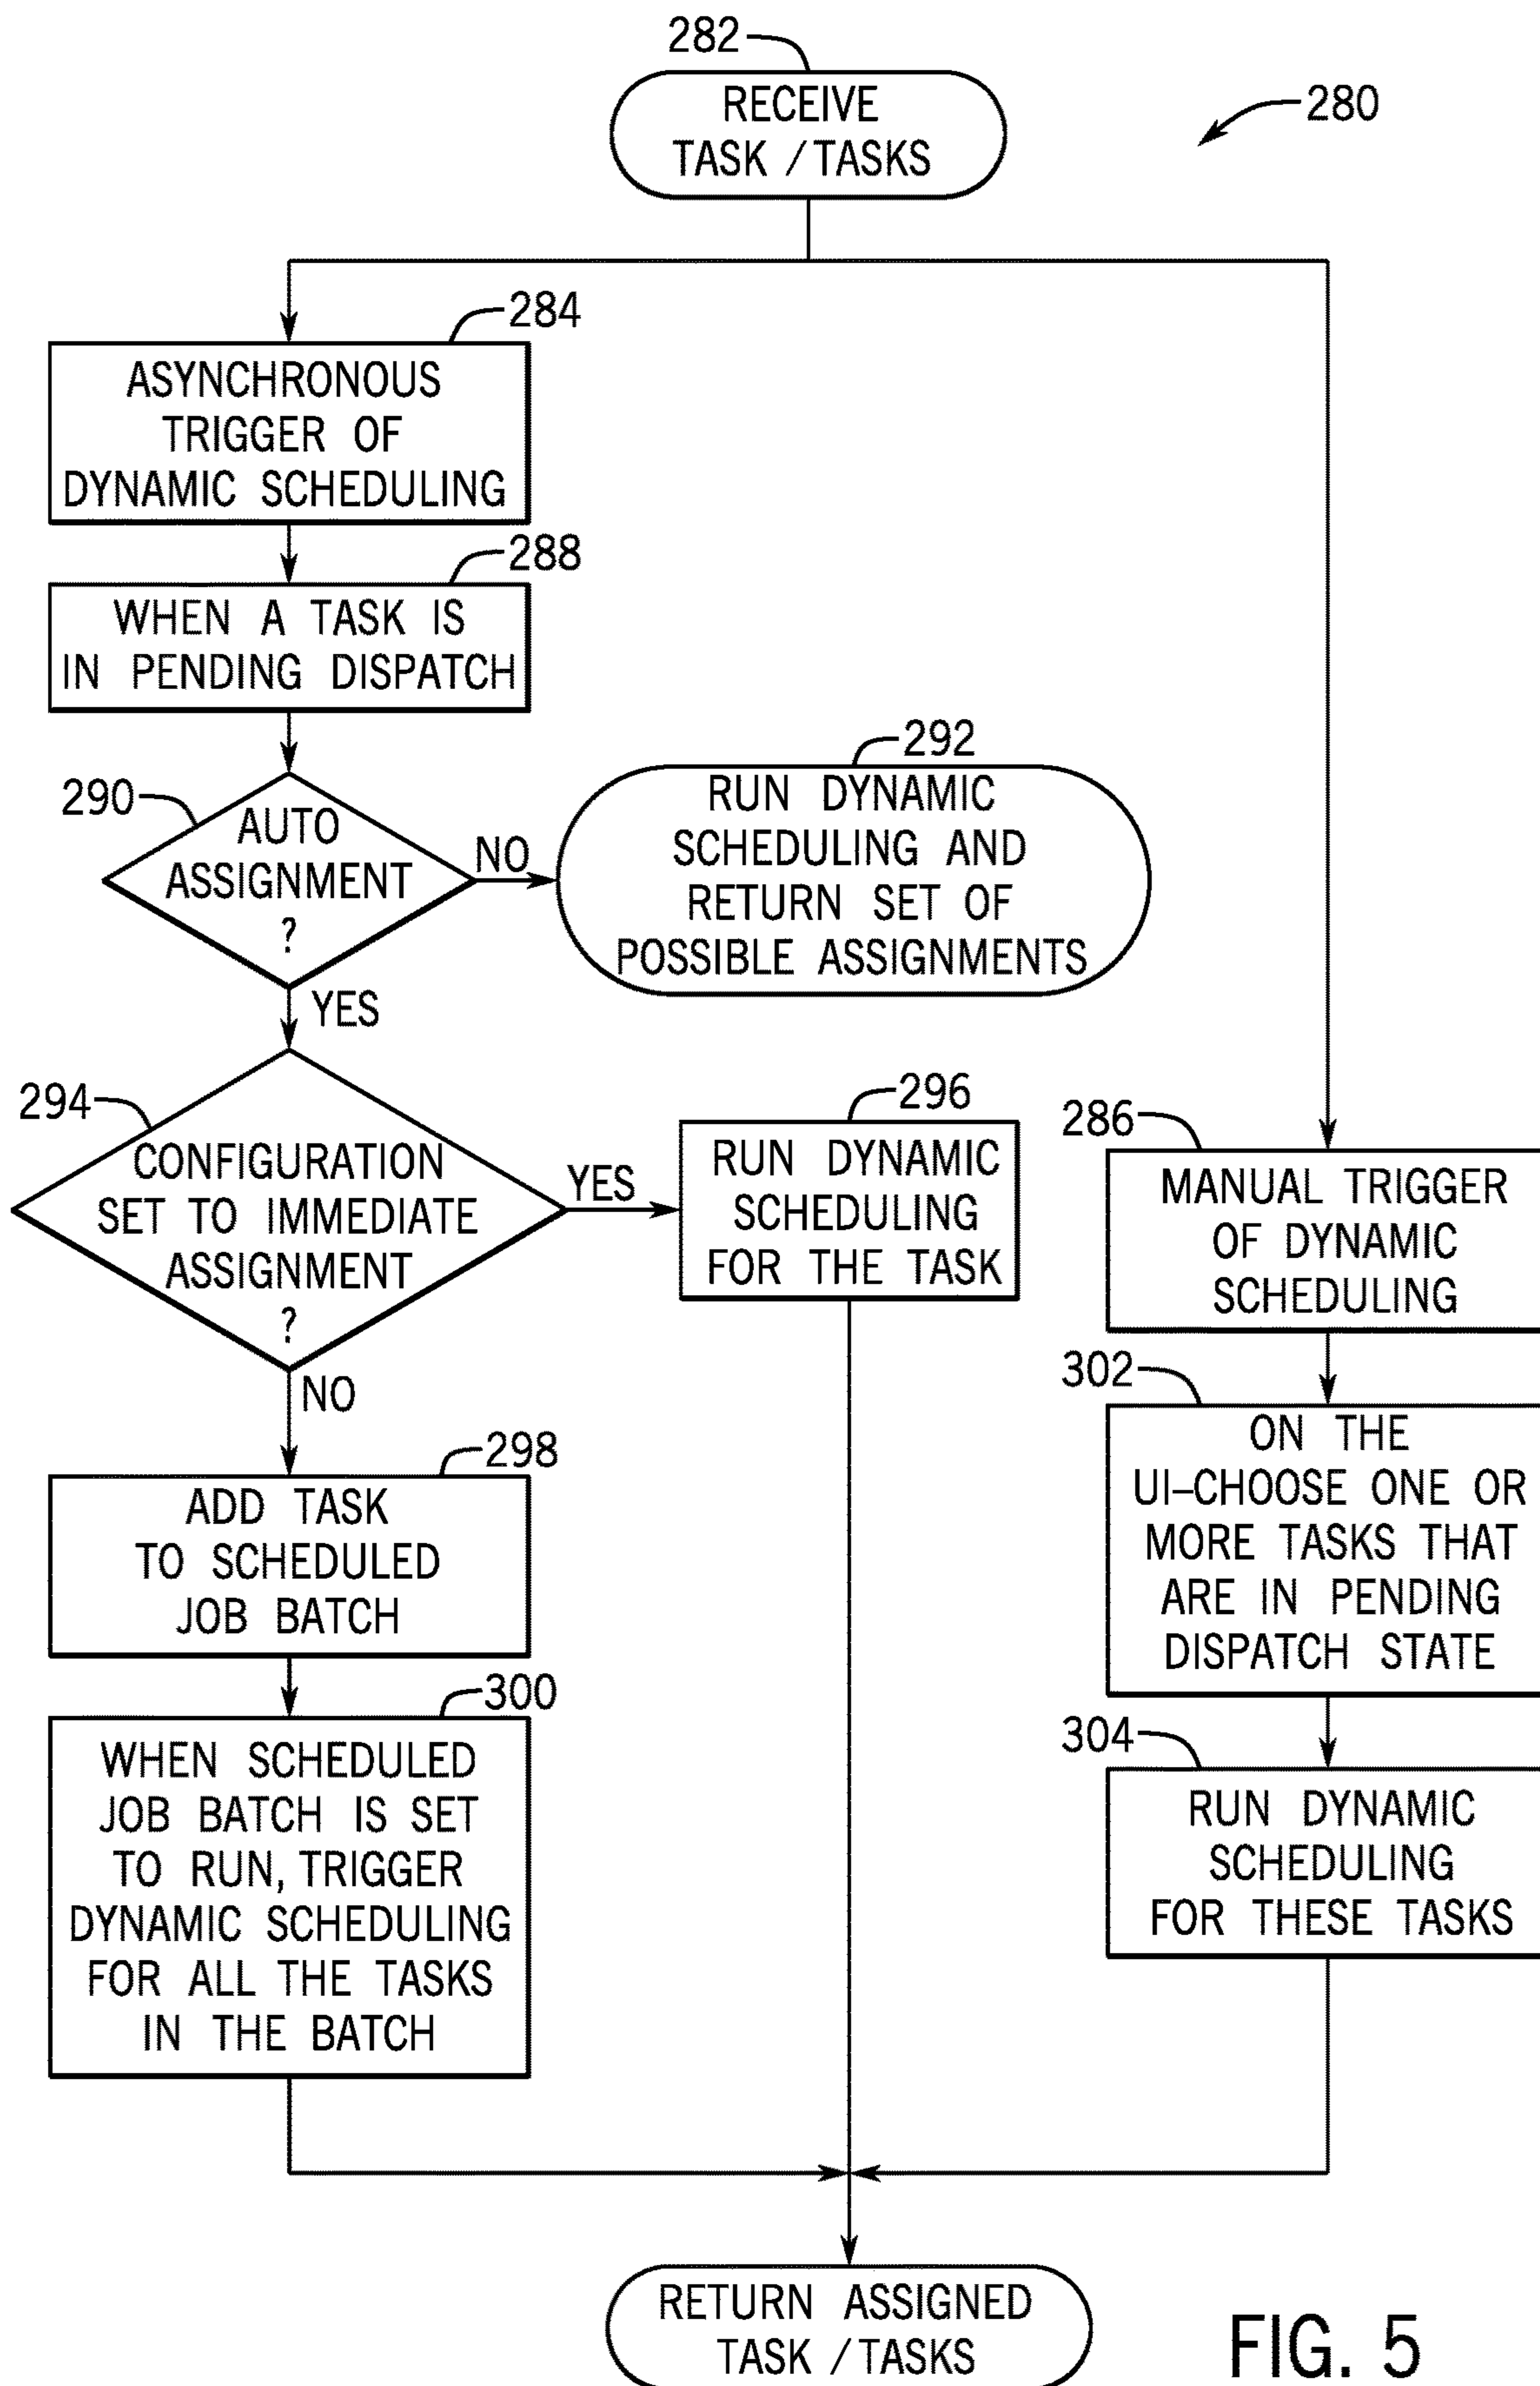 282
RECEIVE
TASK / TASKS
280
284
ASYNCHRONOUS
TRIGGER OF
DYNAMIC SCHEDULING
288
WHEN A TASK IS
IN PENDING DISPATCH
290
AUTO
ASSIGNMENT
?
NO
YES
292
RUN DYNAMIC
SCHEDULING AND
RETURN SET OF
POSSIBLE ASSIGNMENTS
294
CONFIGURATION
SET TO IMMEDIATE
ASSIGNMENT
?
YES
NO
296
RUN DYNAMIC
SCHEDULING
FOR THE TASK
298
ADD TASK
TO SCHEDULED
JOB BATCH
300
WHEN SCHEDULED
JOB BATCH IS SET
TO RUN, TRIGGER
DYNAMIC SCHEDULING
FOR ALL THE TASKS
IN THE BATCH
286
MANUAL TRIGGER
OF DYNAMIC
SCHEDULING
302
ON THE
UI–CHOOSE ONE OR
MORE TASKS THAT
ARE IN PENDING
DISPATCH STATE
304
RUN DYNAMIC
SCHEDULING
FOR THESE TASKS
RETURN ASSIGNED
TASK / TASKS
FIG. 5